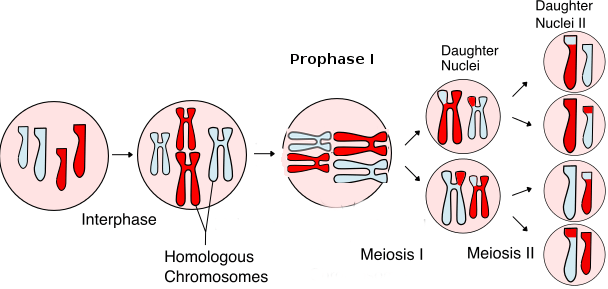 Daughter
Nuclei II
Prophase I
Daughter
Nuclei
Interphase
Homologous
Chromosomes
Meiosis I
Meiosis II